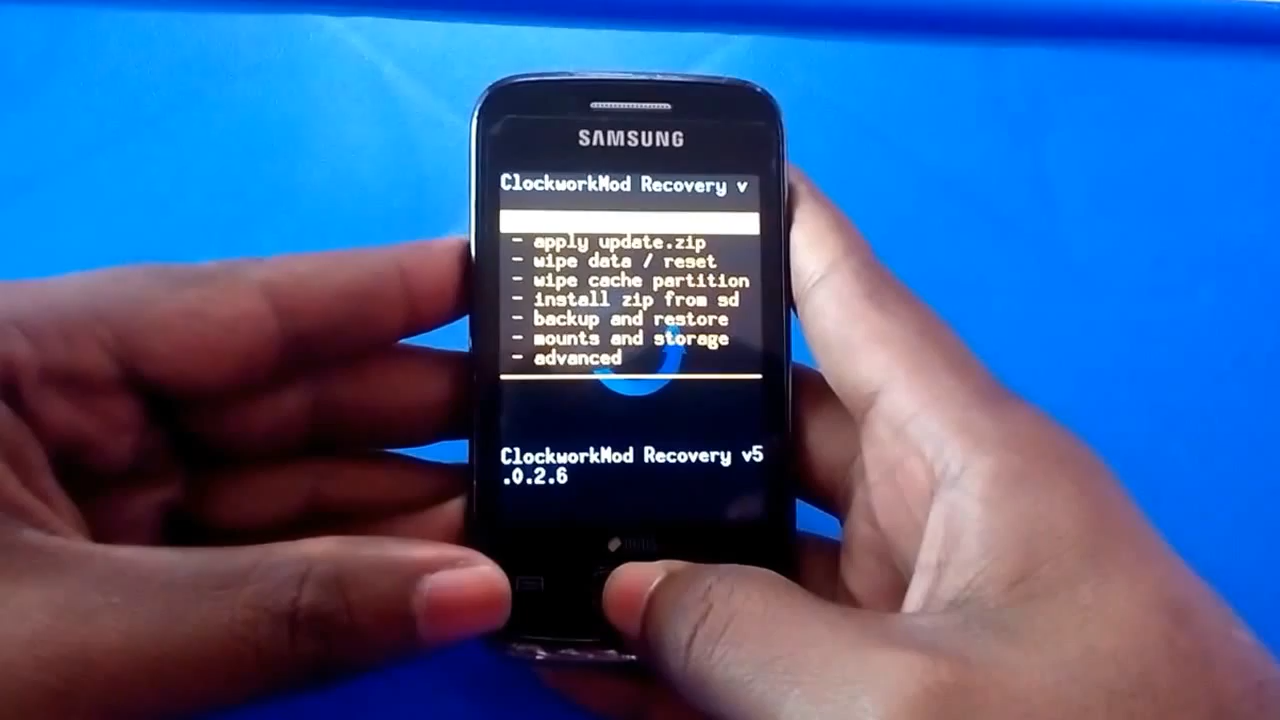 SAMSUNG
ClockworkMod Recovery v
- apply update.zip
- wipe data / reset
- wipe cache partition
- install zip from sd
- backup and restore
- mounts and storage
- advanced
ClockworkMod Recovery v5
.0.2.6